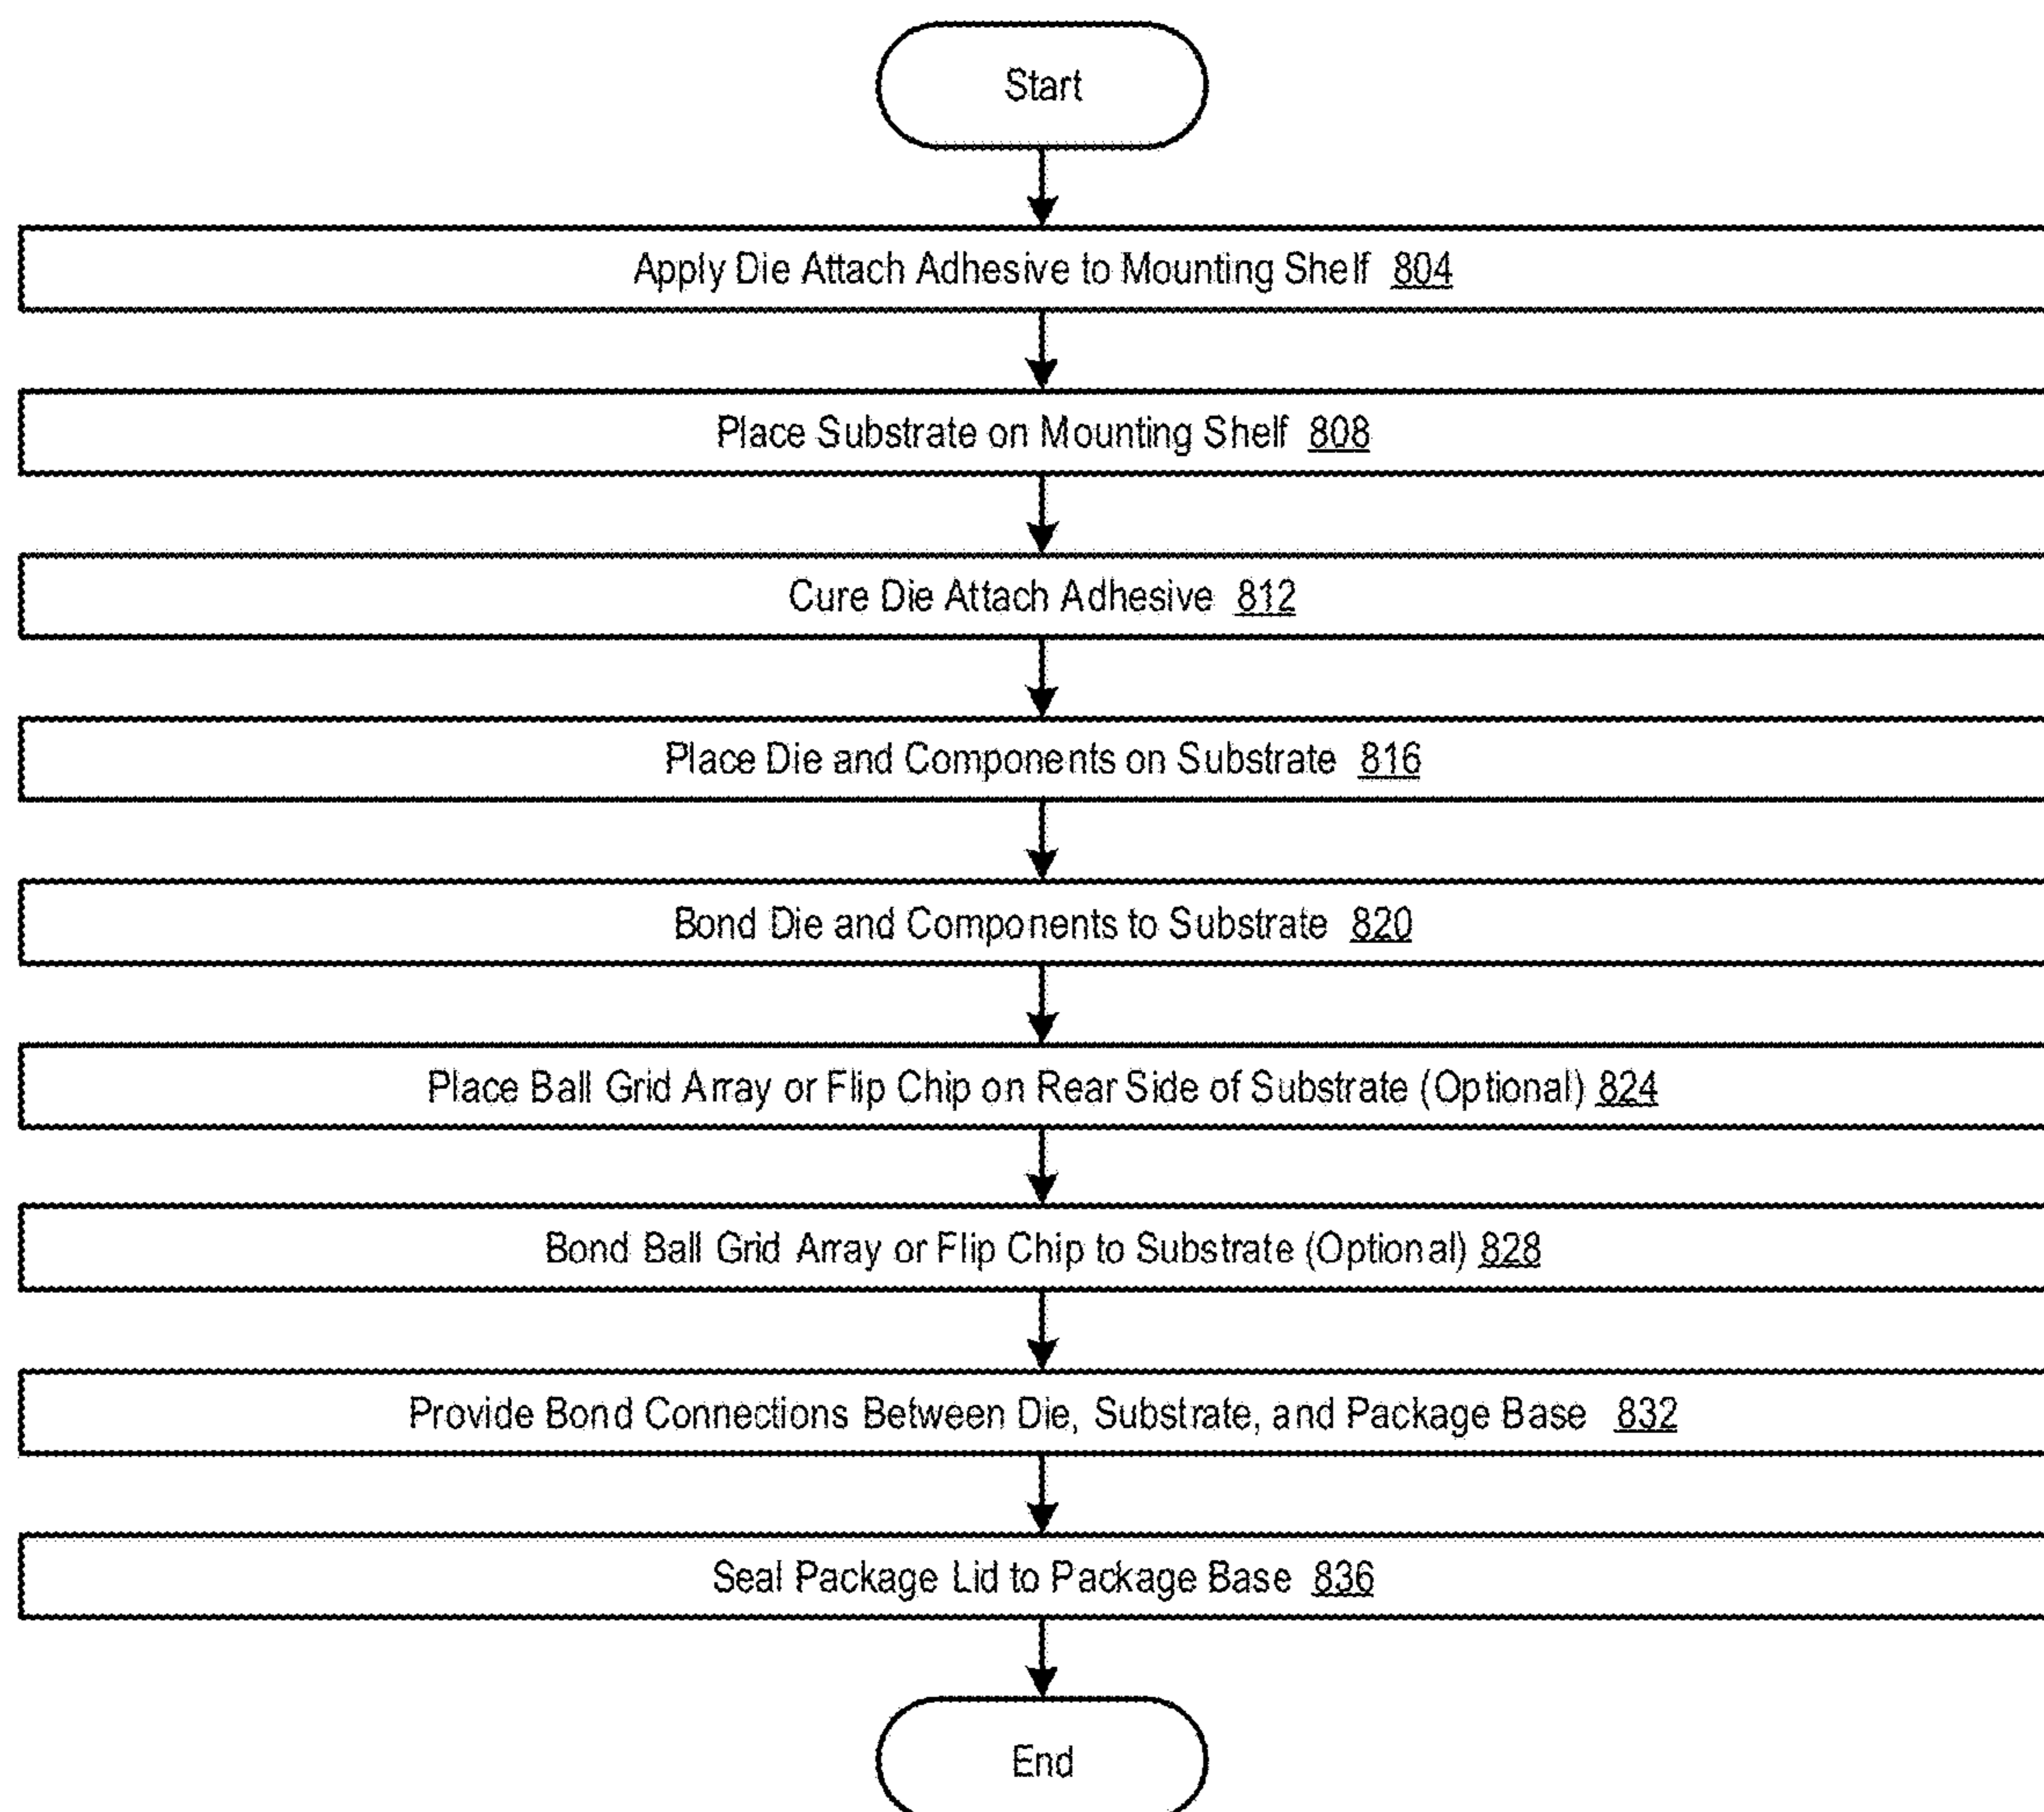 Start
Apply Die Attach Adhesive to Mounting Shelf 804
Place Substrate on Mounting Shelf 808
Cure Die Attach Adhesive 812
Place Die and Components on Substrate 816
Bond Die and Components to Substrate 820
Place Ball Grid Array or Flip Chip on Rear Side of Substrate (Optional) 824
Bond Ball Grid Array or Flip Chip to Substrate (Optional) 828
Provide Bond Connections Between Die, Substrate, and Package Base 832
Seal Package Lid to Package Base 836
End